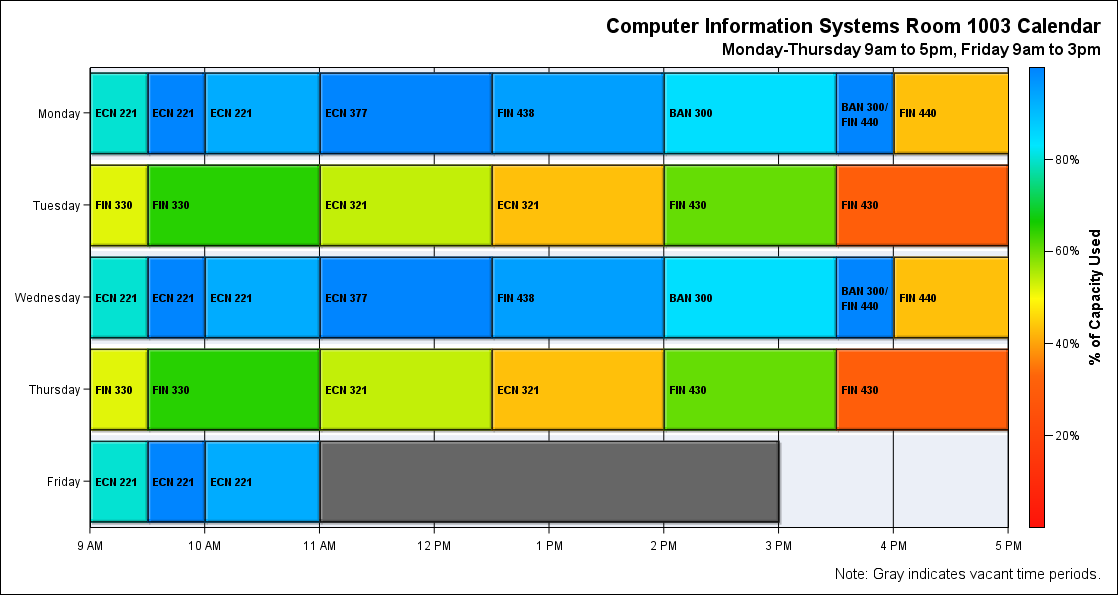 Computer Information Systems Room 1003 Calendar
Monday-Thursday 9am to 5pm, Friday 9am to 3pm
Monday
ECN 221
ECN 221
ECN 221
ECN 377
FIN 438
BAN 300
BAN 300/
FIN 440
FIN 440
Tuesday
FIN 330
FIN 330
ECN 321
ECN 321
FIN 430
FIN 430
Wednesday
ECN 221
ECN 221
ECN 221
ECN 377
FIN 438
BAN 300
BAN 300/
FIN 440
FIN 440
Thursday
FIN 330
FIN 330
ECN 321
ECN 321
FIN 430
FIN 430
Friday
ECN 221
ECN 221
ECN 221
9 AM
10 AM
11 AM
12 PM
1 PM
2 PM
3 PM
4 PM
5 PM
80%
60%
40%
20%
% of Capacity Used
Note: Gray indicates vacant time periods.